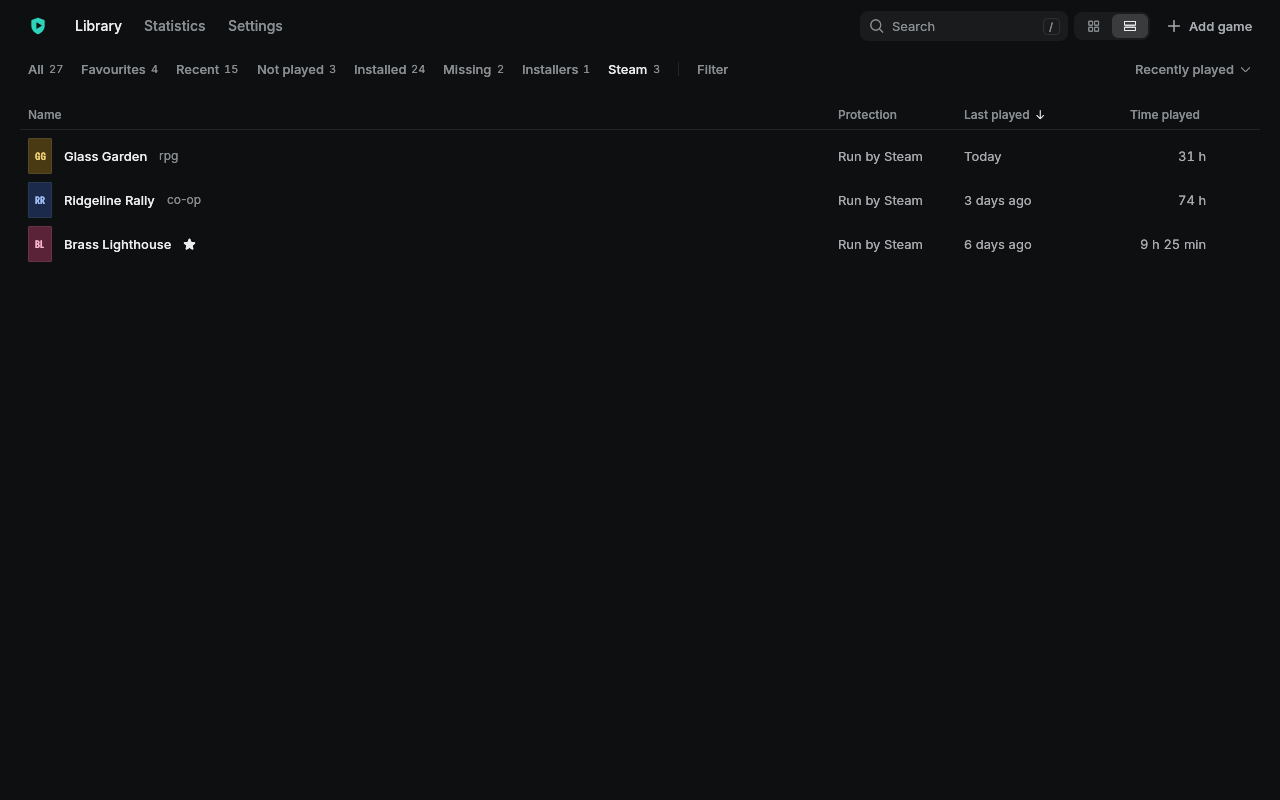 Library Statistics Settings Search / Add game
All 27 Favourites 4 Recent 15 Not played 3 Installed 24 Missing 2 Installers 1 Steam 3 Filter Recently played
Name Protection Last played Time played
GG Glass Garden rpg Run by Steam Today 31 h
RR Ridgeline Rally co-op Run by Steam 3 days ago 74 h
BL Brass Lighthouse Run by Steam 6 days ago 9 h 25 min